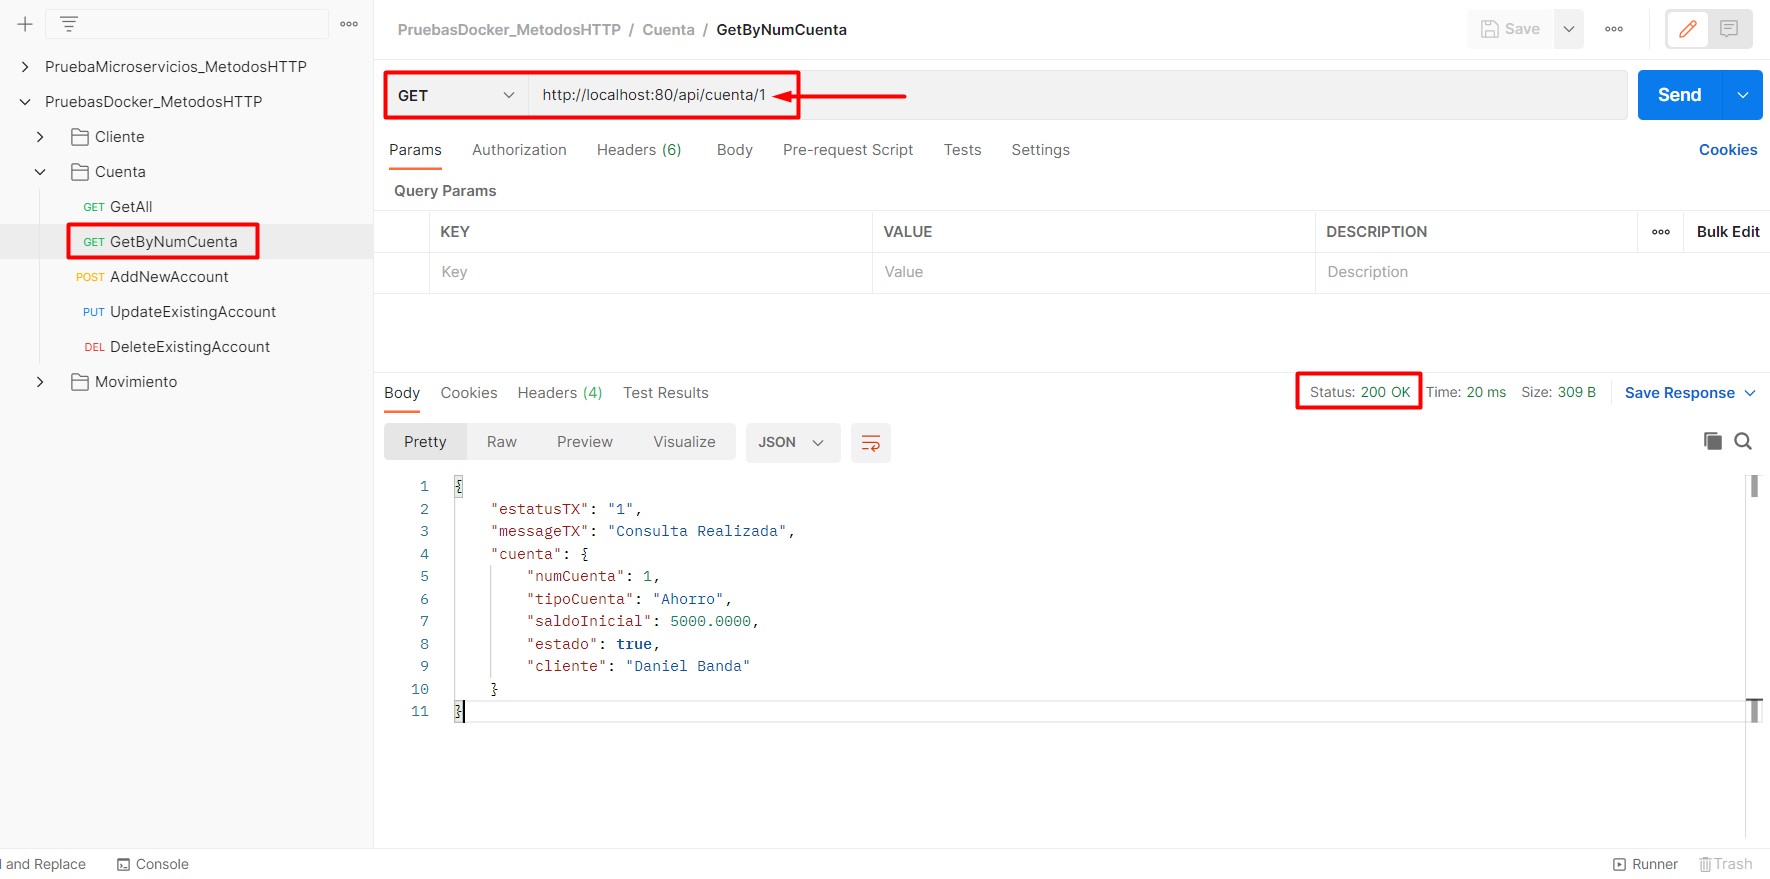 PruebaMicroservicios_MetodosHTTP
PruebasDocker_MetodosHTTP
Cliente
Cuenta
GET GetAll
GET GetByNumCuenta
POST AddNewAccount
PUT UpdateExistingAccount
DEL DeleteExistingAccount
Movimiento
PruebasDocker_MetodosHTTP / Cuenta / GetByNumCuenta
Save
GET http://localhost:80/api/cuenta/1
Send
Params Authorization Headers (6) Body Pre-request Script Tests Settings Cookies
Query Params
KEY VALUE DESCRIPTION Bulk Edit
Key Value Description
Body Cookies Headers (4) Test Results Status: 200 OK Time: 20 ms Size: 309 B Save Response
Pretty Raw Preview Visualize JSON
1 {
2 "estatusTX": "1",
3 "messageTX": "Consulta Realizada",
4 "cuenta": {
5 "numCuenta": 1,
6 "tipoCuenta": "Ahorro",
7 "saldoInicial": 5000.0000,
8 "estado": true,
9 "cliente": "Daniel Banda"
10 }
11 }
and Replace Console Runner Trash